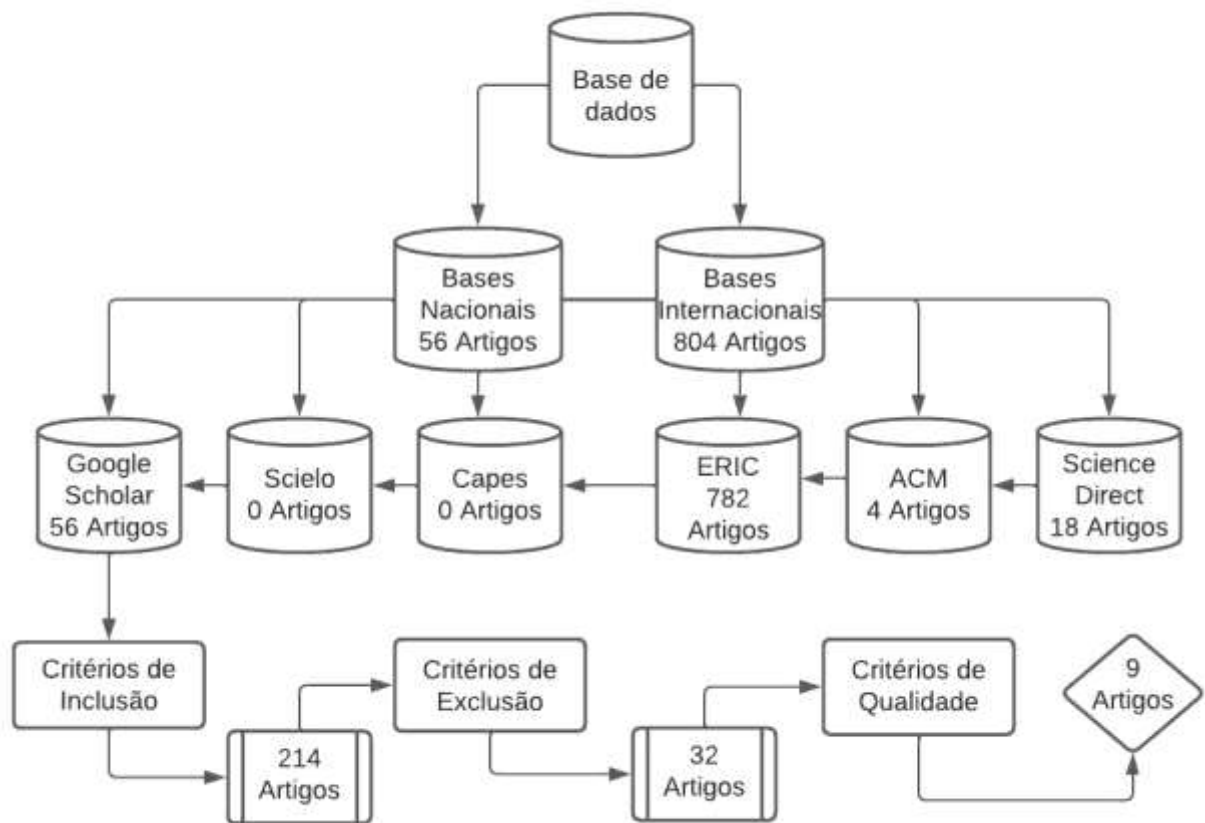 Base de
dados
Bases
Nacionais
56 Artigos
Bases
Internacionais
804 Artigos
Google
Scholar
56 Artigos
Scielo
0 Artigos
Capes
0 Artigos
ERIC
782
Artigos
ACM
4 Artigos
Science
Direct
18 Artigos
Critérios de
Inclusão
214
Artigos
Critérios de
Exclusão
32
Artigos
Critérios de
Qualidade
9
Artigos